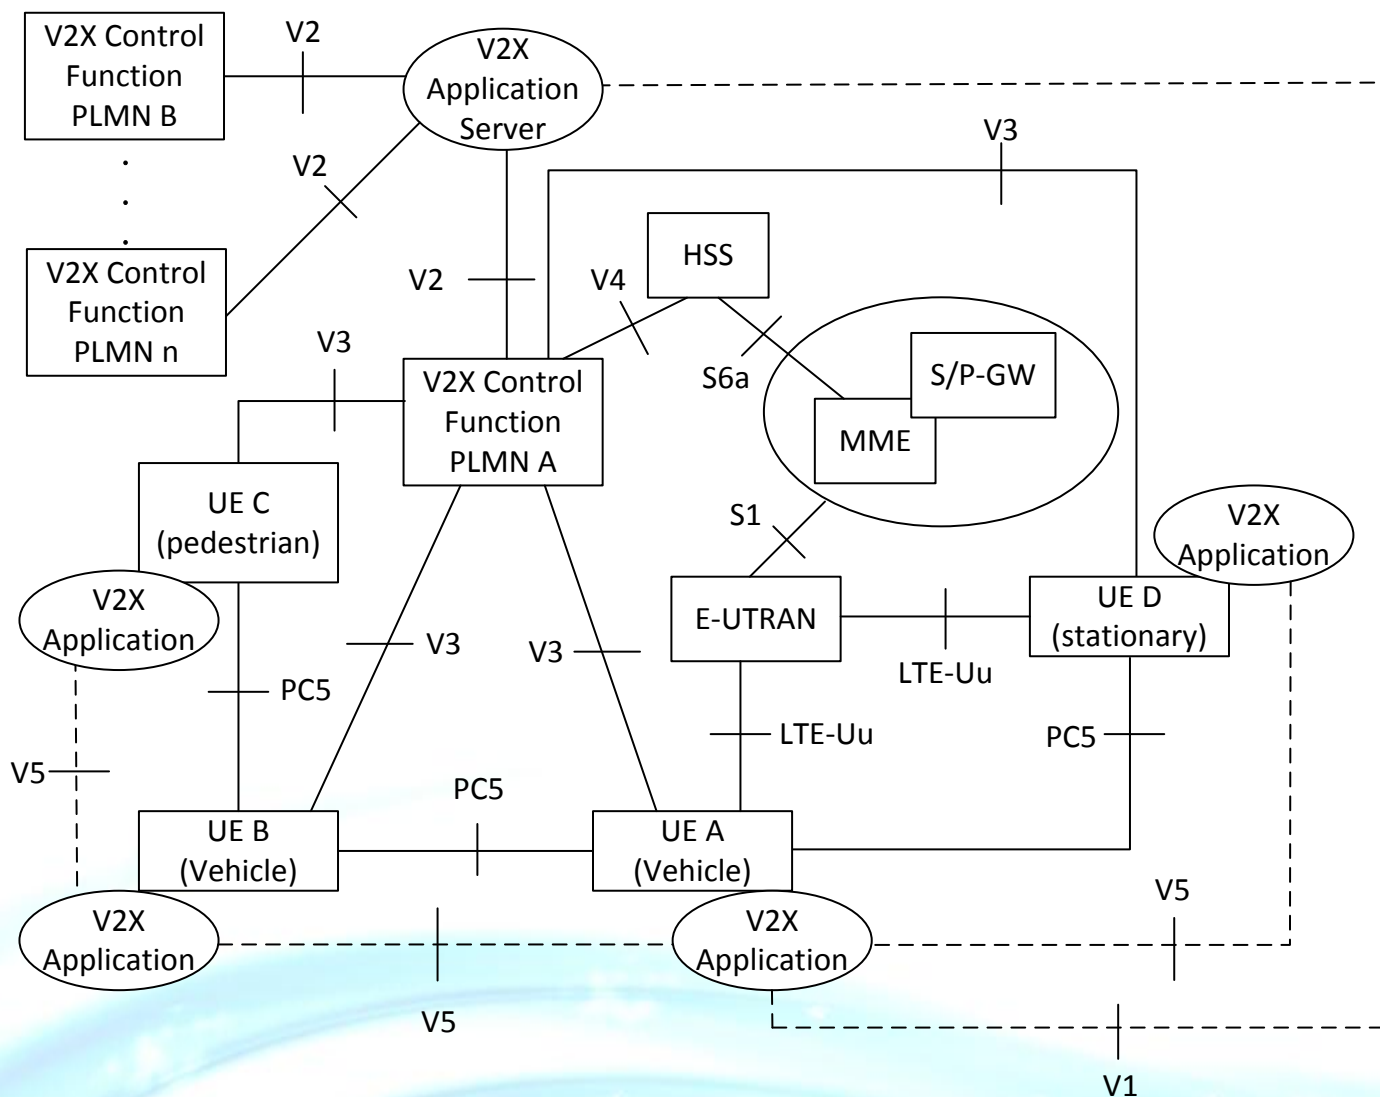 V2X Control
Function
PLMN B
V2
V2X
Application
Server
V2
.
.
.
V3
V2X Control
Function
PLMN n
V2
V4
HSS
S6a
S/P-GW
MME
V3
V2X Control
Function
PLMN A
UE C
(pedestrian)
V2X
Application
S1
V2X
Application
E-UTRAN
UE D
(stationary)
LTE-Uu
V3
V3
PC5
LTE-Uu
PC5
V5
PC5
UE B
(Vehicle)
UE A
(Vehicle)
V2X
Application
V5
V2X
Application
V5
V1